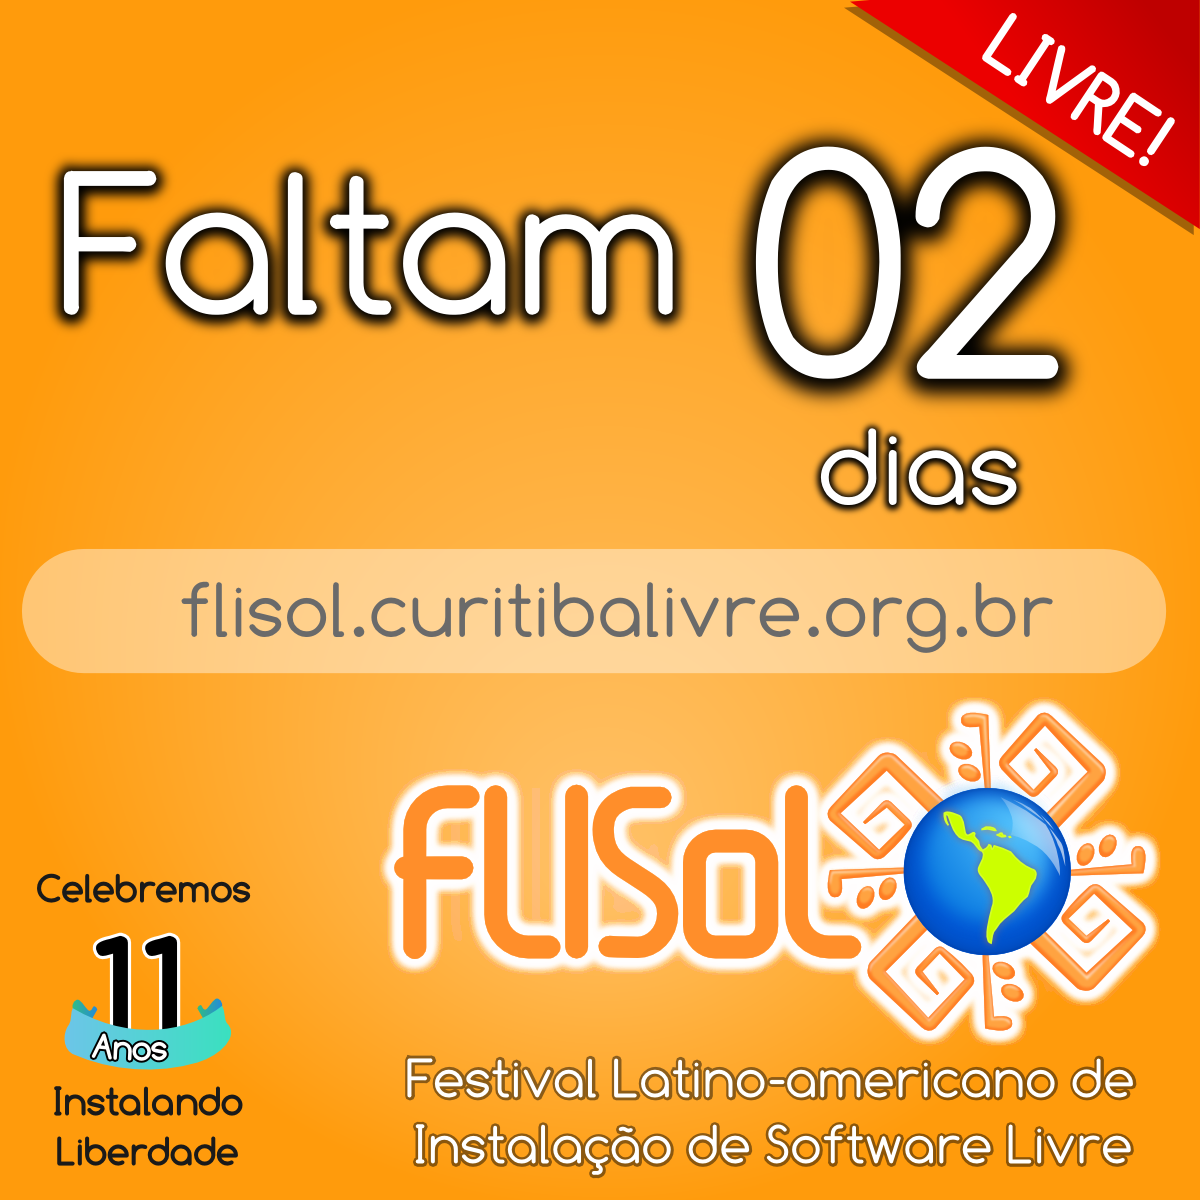 LIVRE!
Faltam 02
dias
flisol.curitibalivre.org.br
FLISol
Celebremos
11
Anos
Instalando
Liberdade
Festival Latino-americano de
Instalação de Software Livre